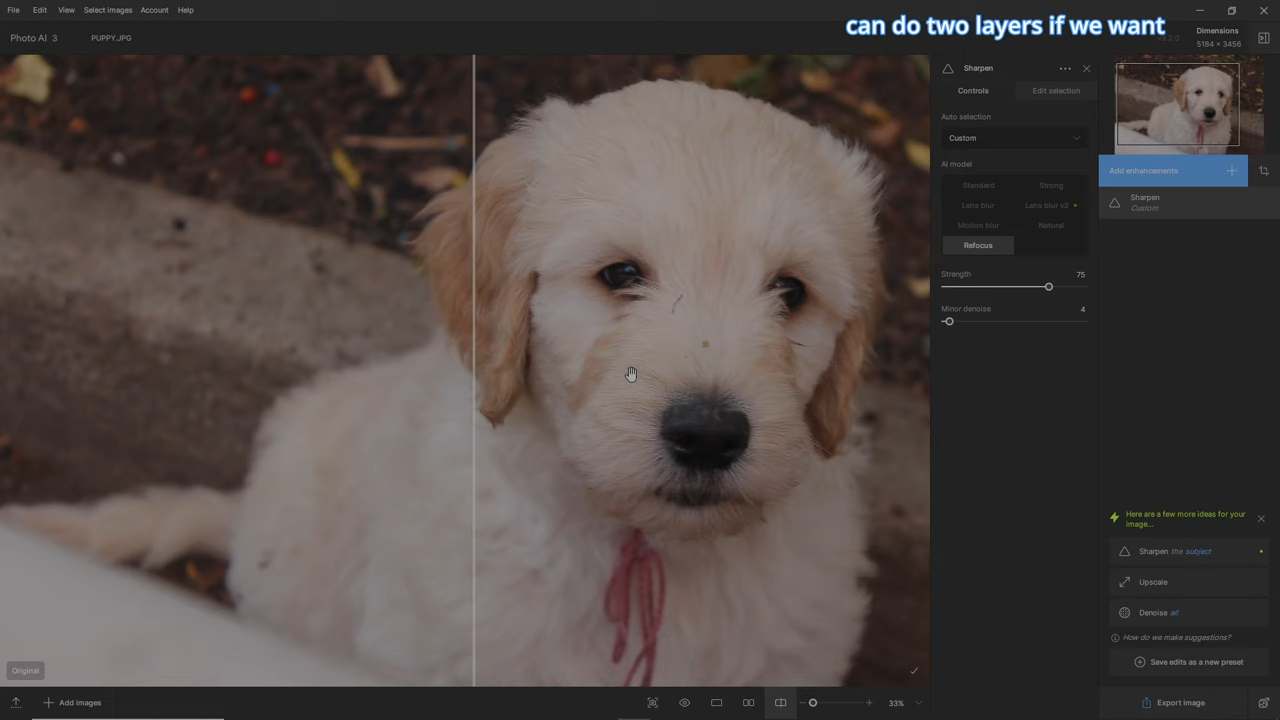 File Edit View Select images Account Help
can do two layers if we want
Photo AI 3 PUPPY.JPG
Dimensions
5184 × 3456
Sharpen
Controls Edit selection
Auto selection
Custom
AI model
Standard Strong
Lens blur Lens blur v2
Motion blur Natural
Refocus
Strength 75
Minor denoise 4
Add enhancements
Sharpen
Custom
Here are a few more ideas for your
image...
Sharpen the subject
Upscale
Denoise all
How do we make suggestions?
Save edits as a new preset
Original
Add images
33%
Export image